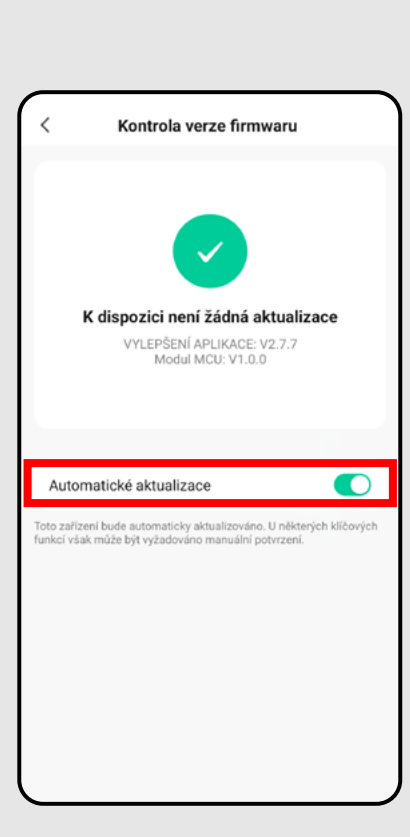 Kontrola verze firmwaru
K dispozici není žádná aktualizace
VYLEPŠENÍ APLIKACE: V2.7.7
Modul MCU: V1.0.0
Automatické aktualizace
Toto zařízení bude automaticky aktualizováno. U některých klíčových
funkcí však může být vyžadováno manuální potvrzení.